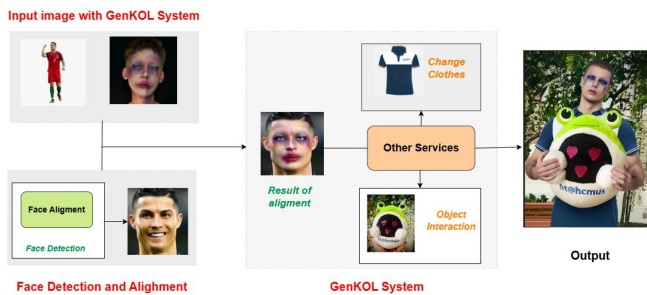 Input image with GenKOL System
Face Aligment
Face Detection
Face Detection and Alighment
Result of
aligment
Change
Clothes
Other Services
Object
Interaction
GenKOL System
fit@hcmus
Output